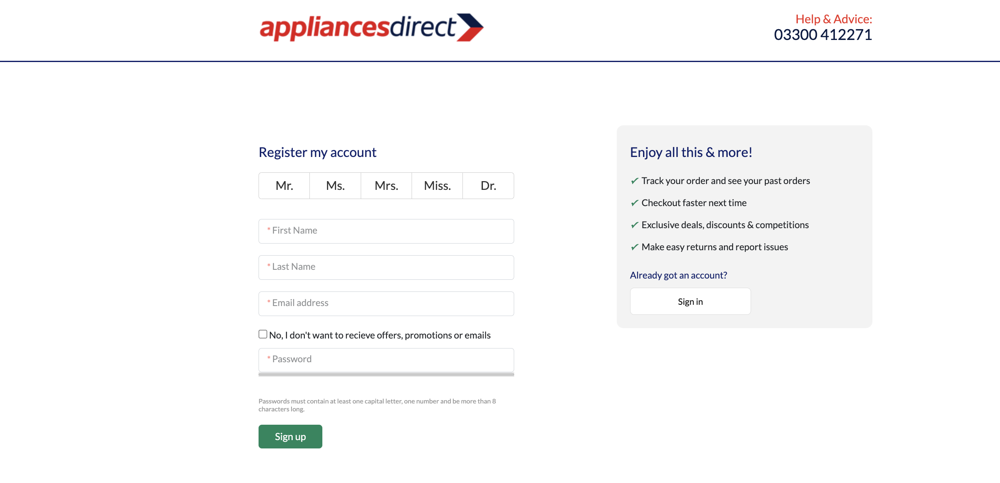 appliancesdirect
Help & Advice:
03300 412271
Register my account
Mr.
Ms.
Mrs.
Miss.
Dr.
* First Name
* Last Name
* Email address
No, I don't want to recieve offers, promotions or emails
* Password
Passwords must contain at least one capital letter, one number and be more than 8
characters long.
Sign up
Enjoy all this & more!
✓ Track your order and see your past orders
✓ Checkout faster next time
✓ Exclusive deals, discounts & competitions
✓ Make easy returns and report issues
Already got an account?
Sign in